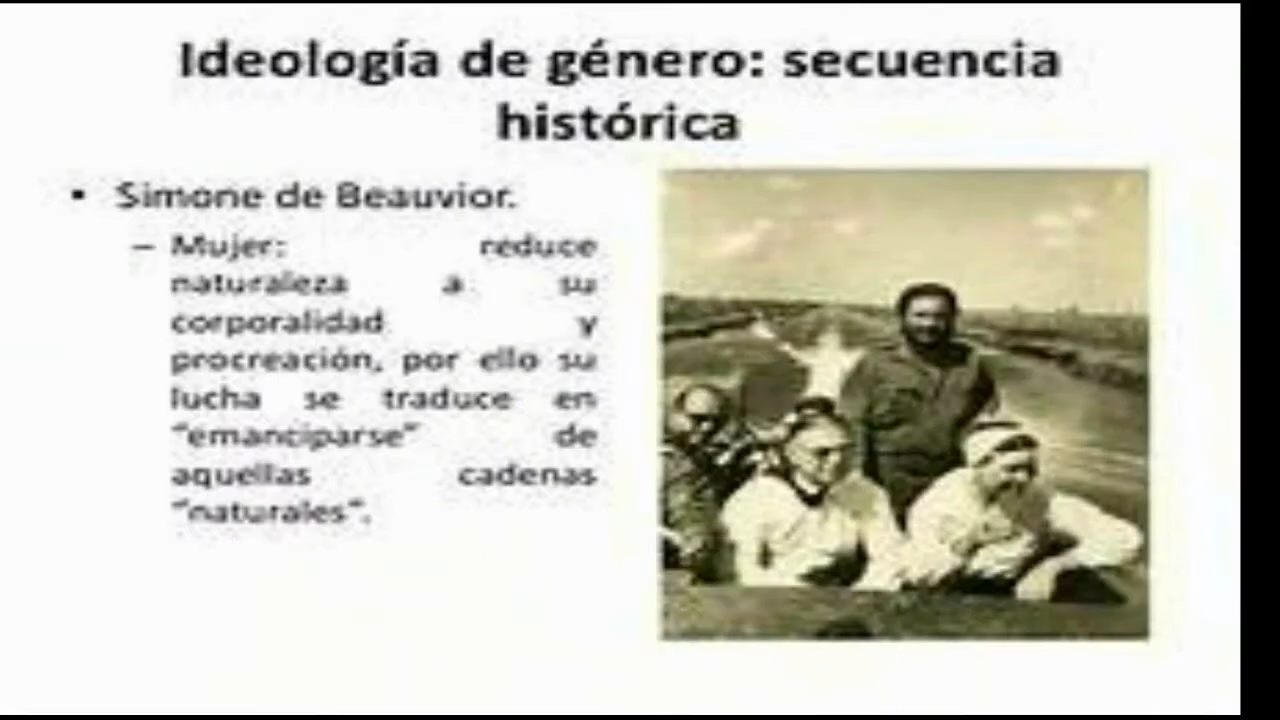 Ideología de género: secuencia
histórica
▪ Simone de Beauvior.
– Mujer: reduce
naturaleza a su
corporalidad y
procreación, por ello su
lucha se traduce en
"emanciparse" de
aquellas cadenas
"naturales".